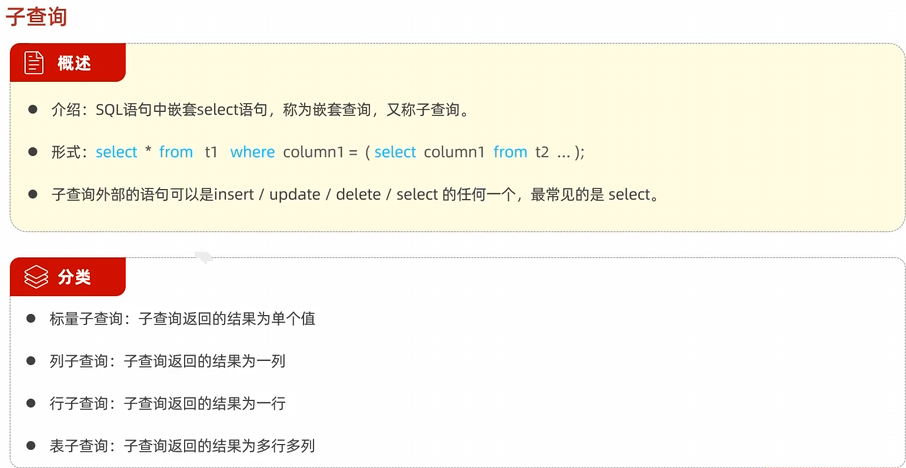 子查询
概述
介绍：SQL语句中嵌套select语句，称为嵌套查询，又称子查询。
形式：select * from t1 where column1 = ( select column1 from t2 … );
子查询外部的语句可以是insert / update / delete / select 的任何一个，最常见的是 select。
分类
标量子查询：子查询返回的结果为单个值
列子查询：子查询返回的结果为一列
行子查询：子查询返回的结果为一行
表子查询：子查询返回的结果为多行多列